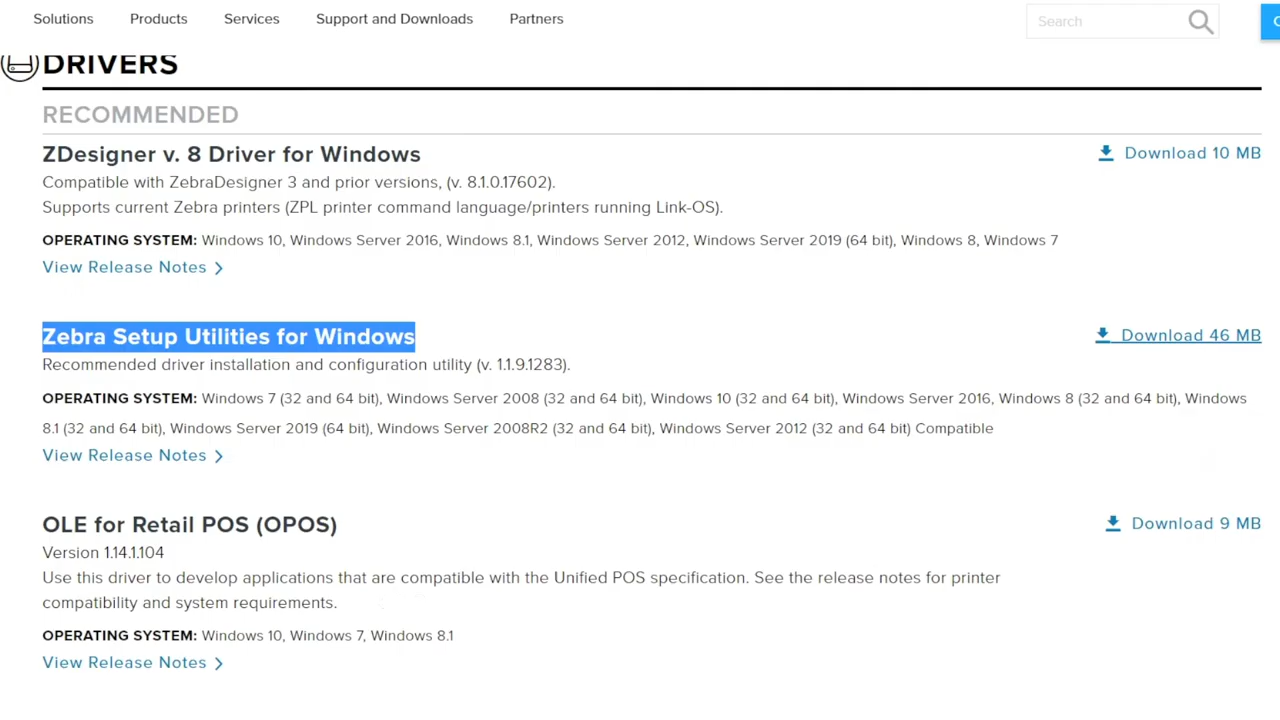 Solutions Products Services Support and Downloads Partners Search
DRIVERS
RECOMMENDED
ZDesigner v. 8 Driver for Windows Download 10 MB
Compatible with ZebraDesigner 3 and prior versions, (v. 8.1.0.17602).
Supports current Zebra printers (ZPL printer command language/printers running Link-OS).
OPERATING SYSTEM: Windows 10, Windows Server 2016, Windows 8.1, Windows Server 2012, Windows Server 2019 (64 bit), Windows 8, Windows 7
View Release Notes
Zebra Setup Utilities for Windows Download 46 MB
Recommended driver installation and configuration utility (v. 1.1.9.1283).
OPERATING SYSTEM: Windows 7 (32 and 64 bit), Windows Server 2008 (32 and 64 bit), Windows 10 (32 and 64 bit), Windows Server 2016, Windows 8 (32 and 64 bit), Windows
8.1 (32 and 64 bit), Windows Server 2019 (64 bit), Windows Server 2008R2 (32 and 64 bit), Windows Server 2012 (32 and 64 bit) Compatible
View Release Notes
OLE for Retail POS (OPOS) Download 9 MB
Version 1.14.1.104
Use this driver to develop applications that are compatible with the Unified POS specification. See the release notes for printer
compatibility and system requirements.
OPERATING SYSTEM: Windows 10, Windows 7, Windows 8.1
View Release Notes